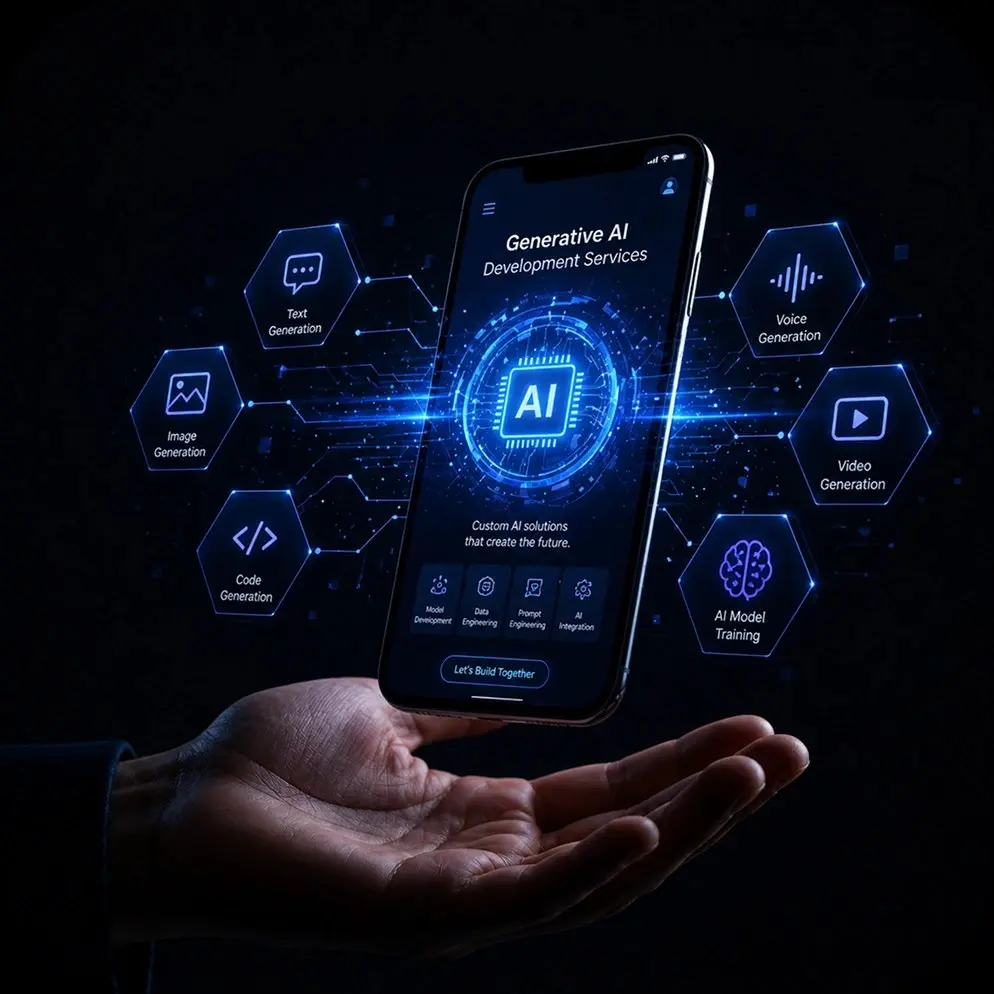 Generative AI
Development Services
AI
Custom AI solutions
that create the future.
Model
Development
Data
Engineering
Prompt
Engineering
AI
Integration
Let's Build Together
Text
Generation
Image
Generation
Code
Generation
Voice
Generation
Video
Generation
AI Model
Training